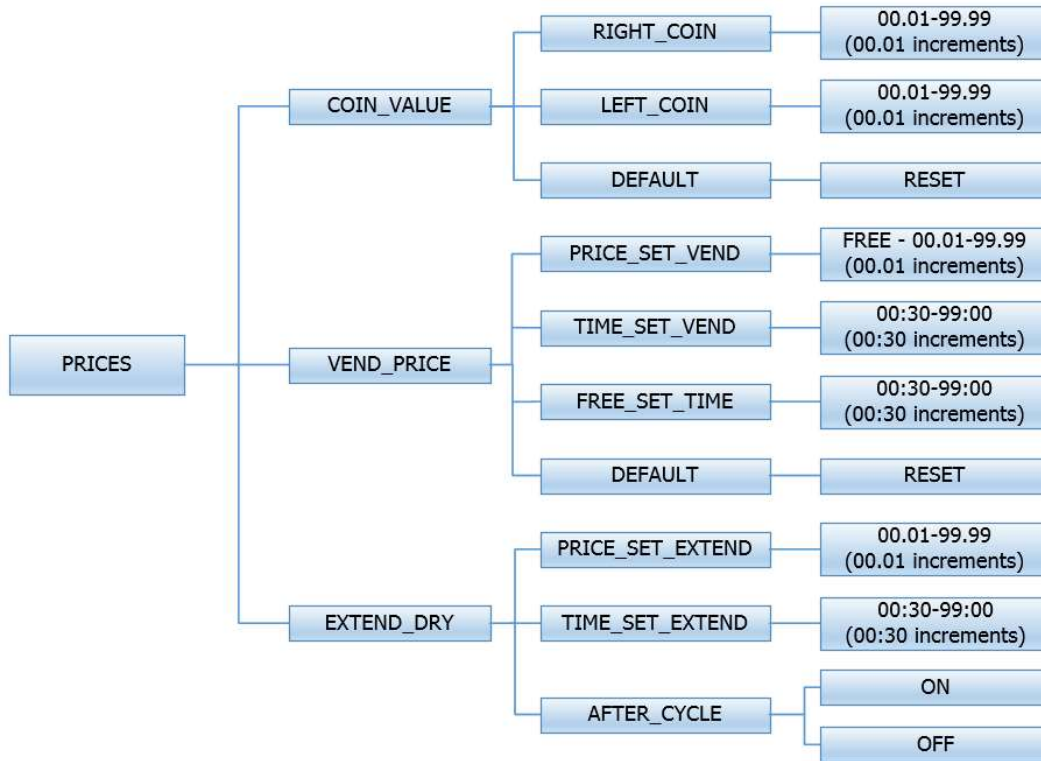 PRICES
COIN_VALUE
RIGHT_COIN
00.01-99.99
(00.01 increments)
LEFT_COIN
00.01-99.99
(00.01 increments)
DEFAULT
RESET
VEND_PRICE
PRICE_SET_VEND
FREE - 00.01-99.99
(00.01 increments)
TIME_SET_VEND
00:30-99:00
(00:30 increments)
FREE_SET_TIME
00:30-99:00
(00:30 increments)
DEFAULT
RESET
EXTEND_DRY
PRICE_SET_EXTEND
00.01-99.99
(00.01 increments)
TIME_SET_EXTEND
00:30-99:00
(00:30 increments)
AFTER_CYCLE
ON
OFF